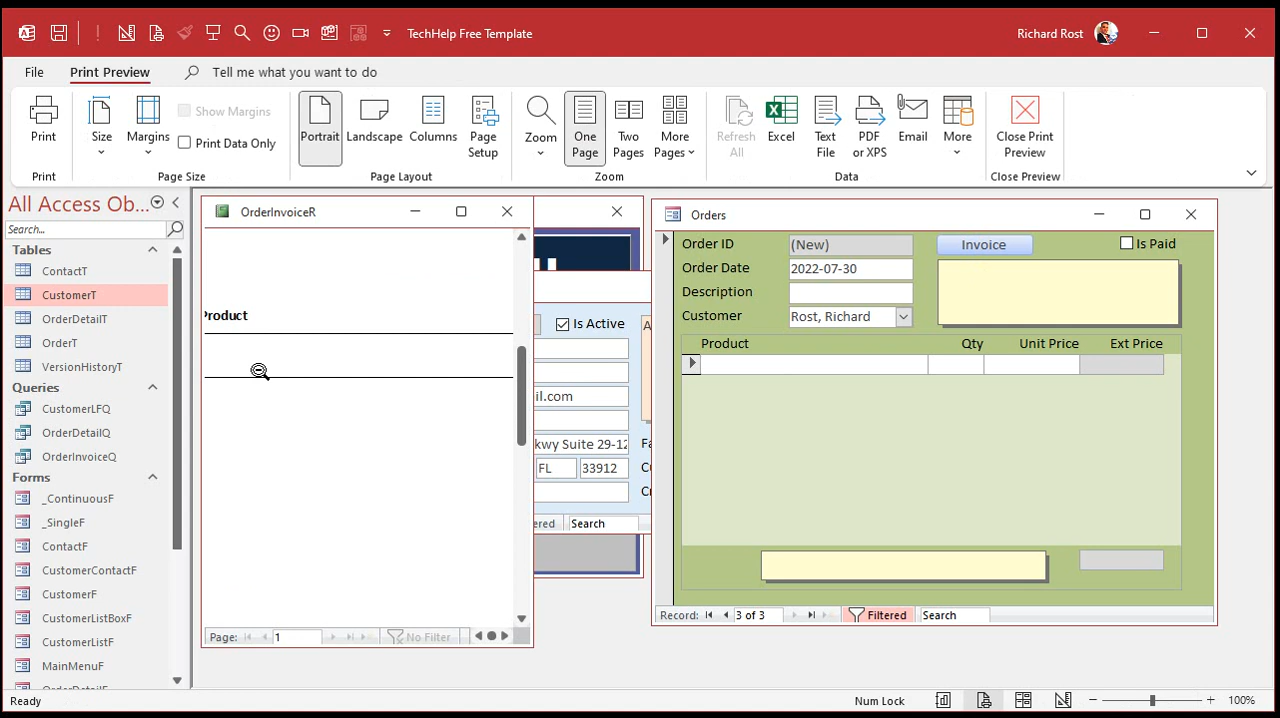 TechHelp Free Template
Richard Rost
File
Print Preview
Tell me what you want to do
Print
Size
Margins
Show Margins
Print Data Only
Portrait
Landscape
Columns
Page Setup
Zoom
One Page
Two Pages
More Pages
Refresh All
Excel
Text File
PDF or XPS
Email
More
Close Print Preview
Print
Page Size
Page Layout
Zoom
Data
Close Preview
All Access Ob...
Search...
Tables
ContactT
CustomerT
OrderDetailT
OrderT
VersionHistoryT
Queries
CustomerLFQ
OrderDetailQ
OrderInvoiceQ
Forms
_ContinuousF
_SingleF
ContactF
CustomerContactF
CustomerF
CustomerListBoxF
CustomerListF
MainMenuF
OrderDetailF
OrderInvoiceR
Product
Page: 1
No Filter
Is Active
il.com
kwy Suite 29-12
FL 33912
ered Search
Orders
Order ID (New) Invoice Is Paid
Order Date 2022-07-30
Description
Customer Rost, Richard
Product Qty Unit Price Ext Price
Record: 3 of 3 Filtered Search
Ready
Num Lock
100%